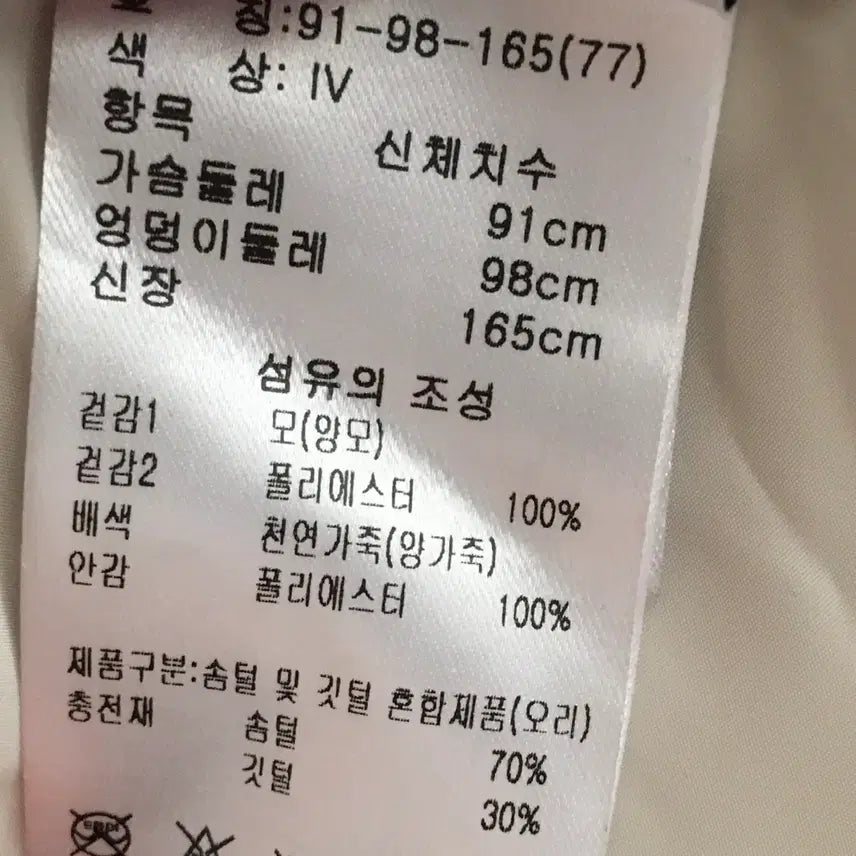 칭:91-98-165(77)
색 상: IV
항목 신체치수
가슴둘레 91cm
엉덩이둘레 98cm
신장 165cm
섬유의 조성
겉감1 모(양모)
겉감2 폴리에스터 100%
배색 천연가죽(양가죽)
안감 폴리에스터 100%
제품구분:솜털 및 깃털 혼합제품(오리)
충전재 솜털 70%
깃털 30%